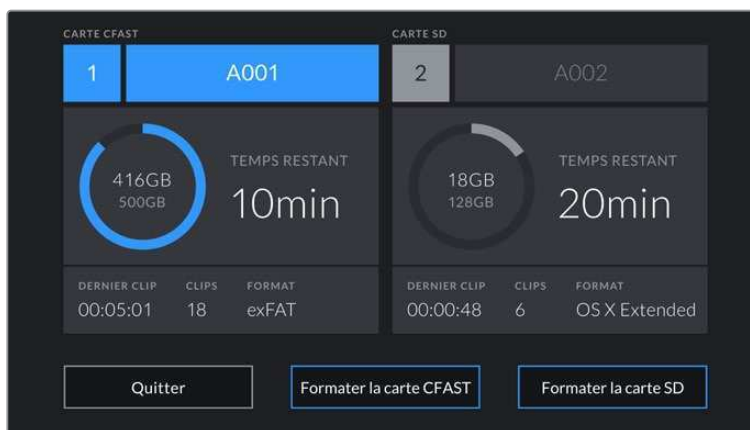 CARTE CFAST
1
A001
416GB
500GB
TEMPS RESTANT
10min
DERNIER CLIP
CLIPS
FORMAT
00:05:01
18
exFAT
CARTE SD
2
A002
18GB
128GB
TEMPS RESTANT
20min
DERNIER CLIP
CLIPS
FORMAT
00:00:48
6
OS X Extended
Quitter
Formater la carte CFAST
Formater la carte SD